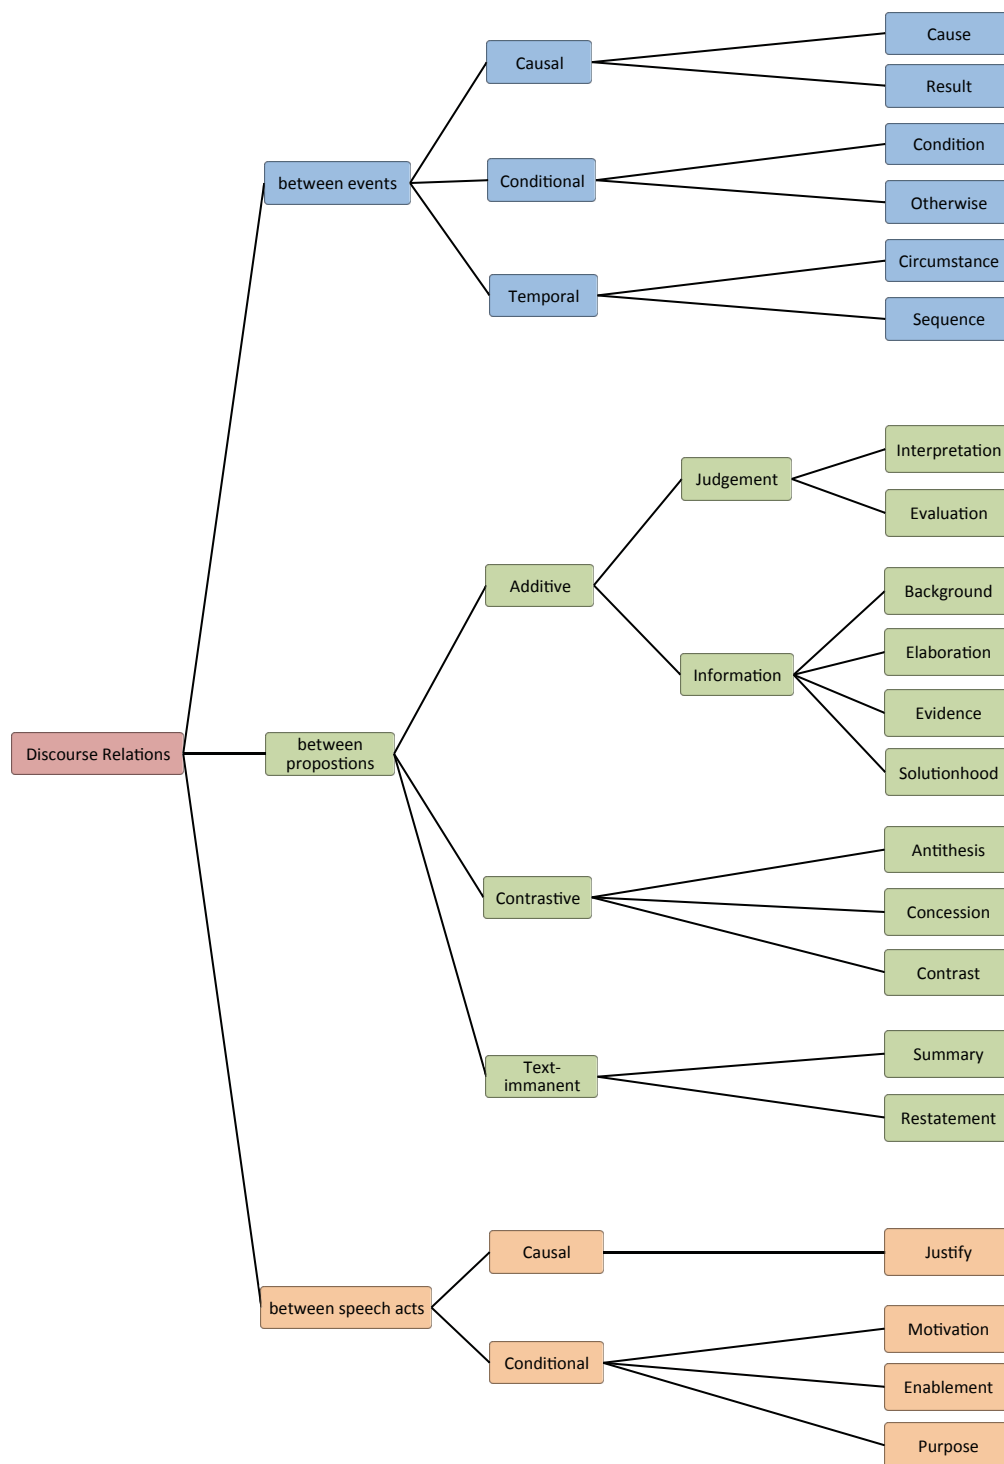 Discourse Relations
between events
Causal
Cause
Result
Conditional
Condition
Otherwise
Temporal
Circumstance
Sequence
between
propostions
Additive
Judgement
Interpretation
Evaluation
Information
Background
Elaboration
Evidence
Solutionhood
Contrastive
Antithesis
Concession
Contrast
Text-
immanent
Summary
Restatement
between speech acts
Causal
Justify
Conditional
Motivation
Enablement
Purpose